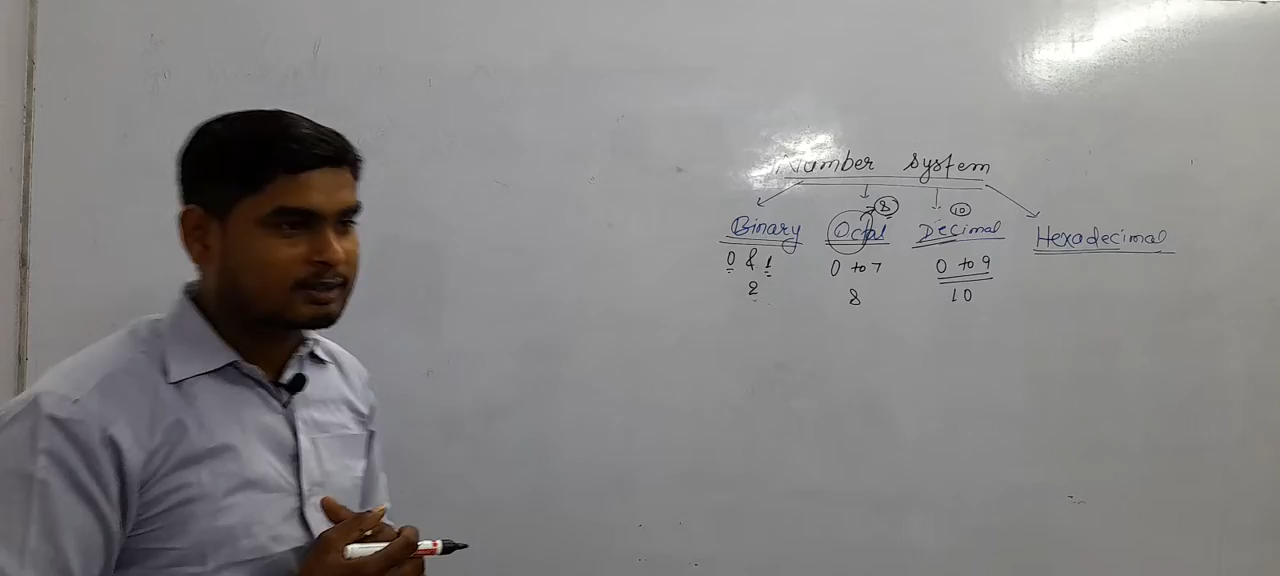 Number System
8 10
Binary Octal Decimal Hexadecimal
0 & 1 0 to 7 0 to 9
2 8 10